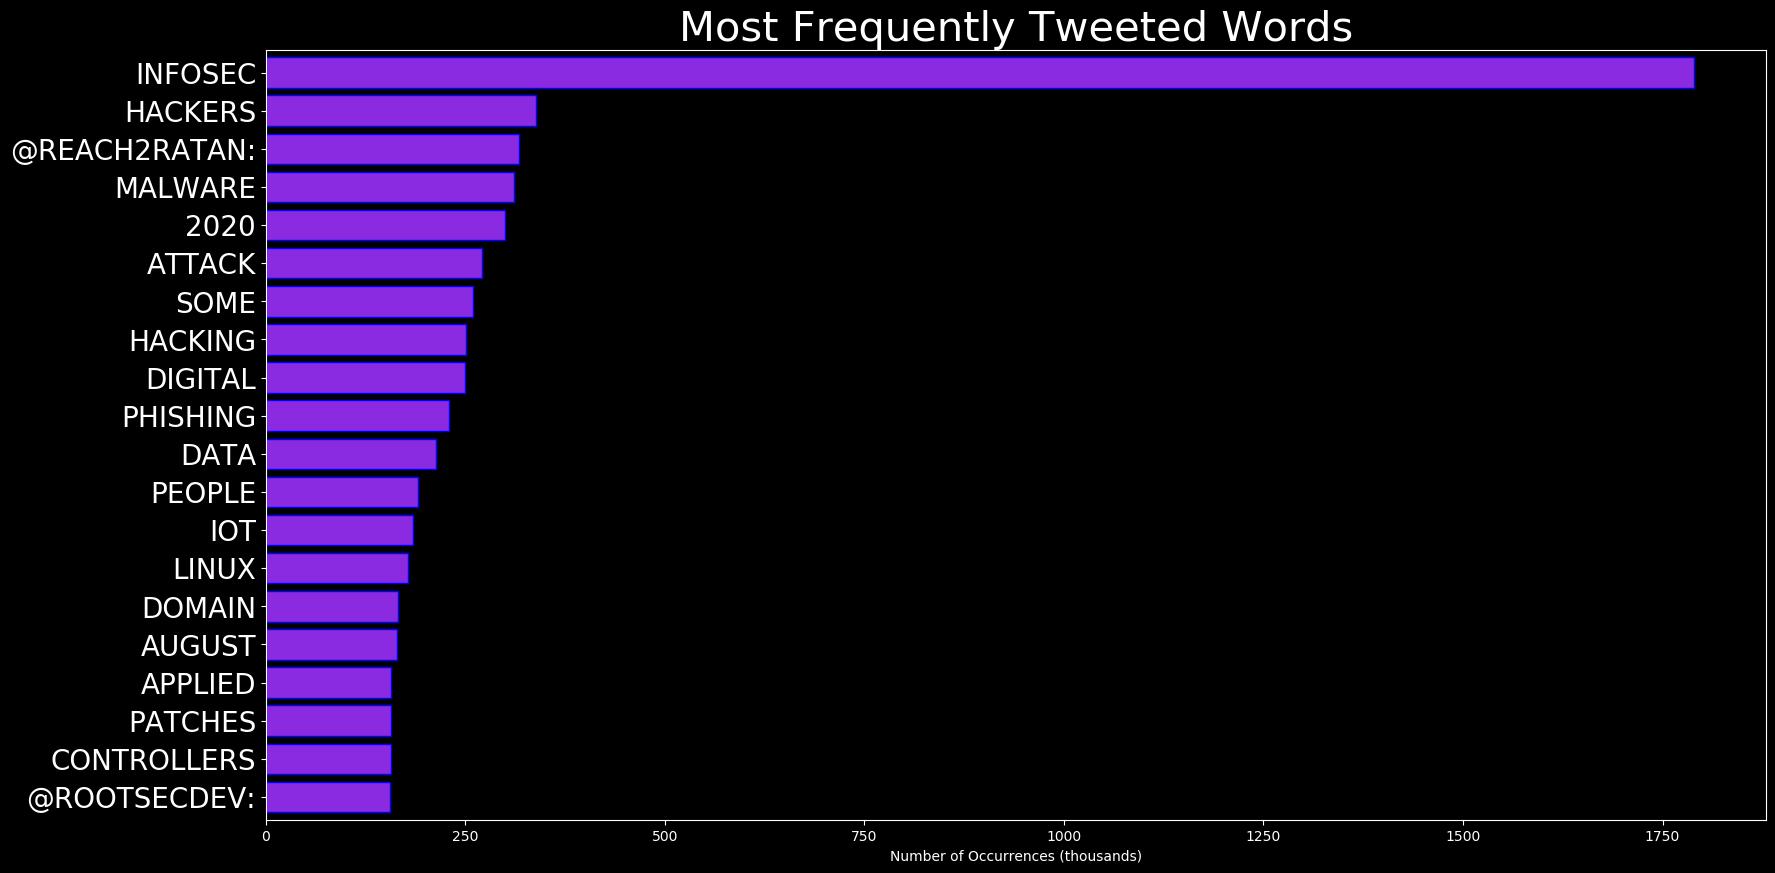 Most Frequently Tweeted Words
INFOSEC
HACKERS
@REACH2RATAN:
MALWARE
2020
ATTACK
SOME
HACKING
DIGITAL
PHISHING
DATA
PEOPLE
IOT
LINUX
DOMAIN
AUGUST
APPLIED
PATCHES
CONTROLLERS
@ROOTSECDEV:
0 250 500 750 1000 1250 1500 1750
Number of Occurrences (thousands)